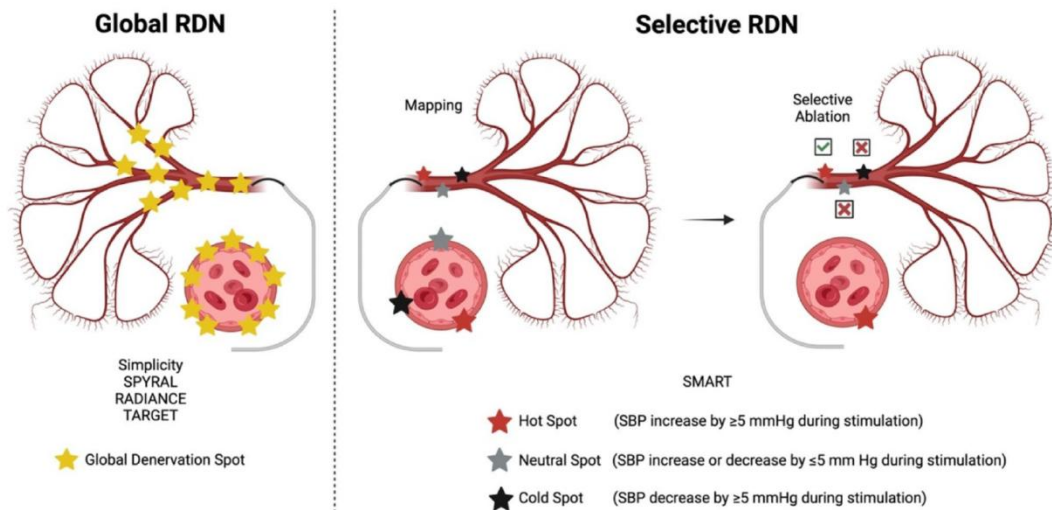 Global RDN
Selective RDN
Mapping
Selective
Ablation
Simplicity
SPYRAL
RADIANCE
TARGET
Global Denervation Spot
SMART
Hot Spot (SBP increase by ≥5 mmHg during stimulation)
Neutral Spot (SBP increase or decrease by ≤5 mm Hg during stimulation)
Cold Spot (SBP decrease by ≥5 mmHg during stimulation)